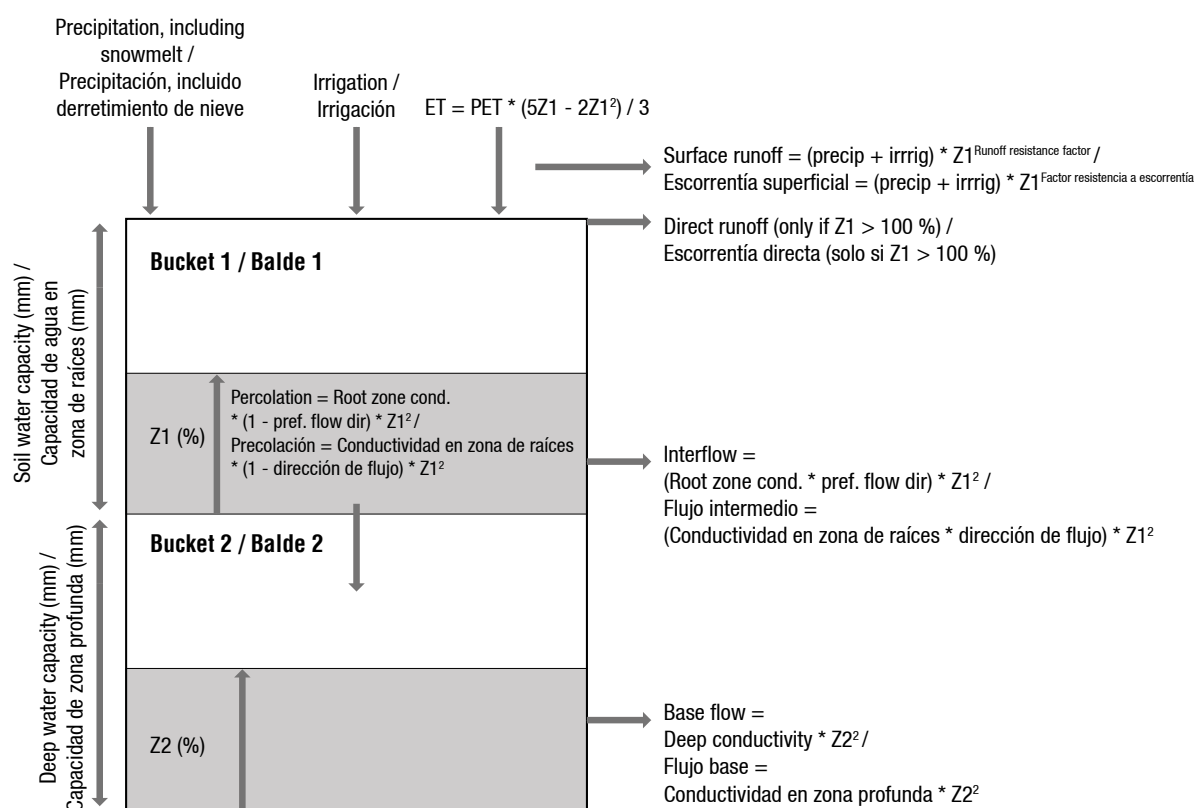 Precipitation, including
snowmelt /
Precipitación, incluido
derretimiento de nieve
Irrigation /
Irrigación
ET = PET * (5Z1 - 2Z1²) / 3
Surface runoff = (precip + irrrig) * Z1^Runoff resistance factor /
Escorrentía superficial = (precip + irrrig) * Z1^Factor resistencia a escorrentía
Direct runoff (only if Z1 > 100 %) /
Escorrentía directa (solo si Z1 > 100 %)
Soil water capacity (mm) /
Capacidad de agua en
zona de raíces (mm)
Bucket 1 / Balde 1
Z1 (%)
Percolation = Root zone cond.
* (1 - pref. flow dir) * Z1² /
Precolación = Conductividad en zona de raíces
* (1 - dirección de flujo) * Z1²
Interflow =
(Root zone cond. * pref. flow dir) * Z1² /
Flujo intermedio =
(Conductividad en zona de raíces * dirección de flujo) * Z1²
Deep water capacity (mm) /
Capacidad de zona profunda (mm)
Bucket 2 / Balde 2
Z2 (%)
Base flow =
Deep conductivity * Z2² /
Flujo base =
Conductividad en zona profunda * Z2²